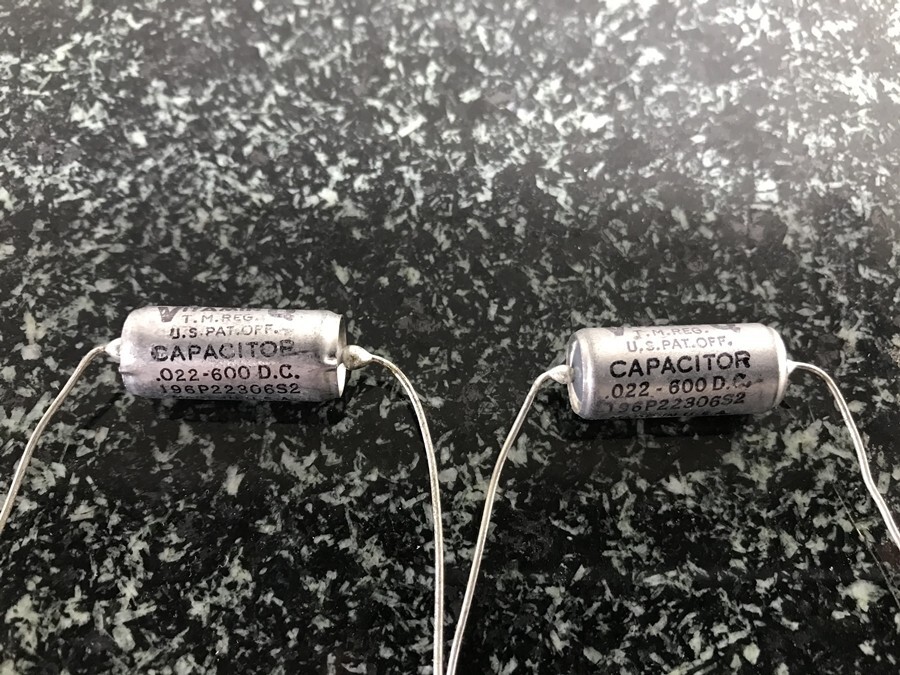 T.M.REG.
U.S.PAT.OFF.
CAPACITOR
.022-600 D.C.
196P22306S2
T.M.REG.
U.S.PAT.OFF.
CAPACITOR
.022-600 D.C.
196P22306S2